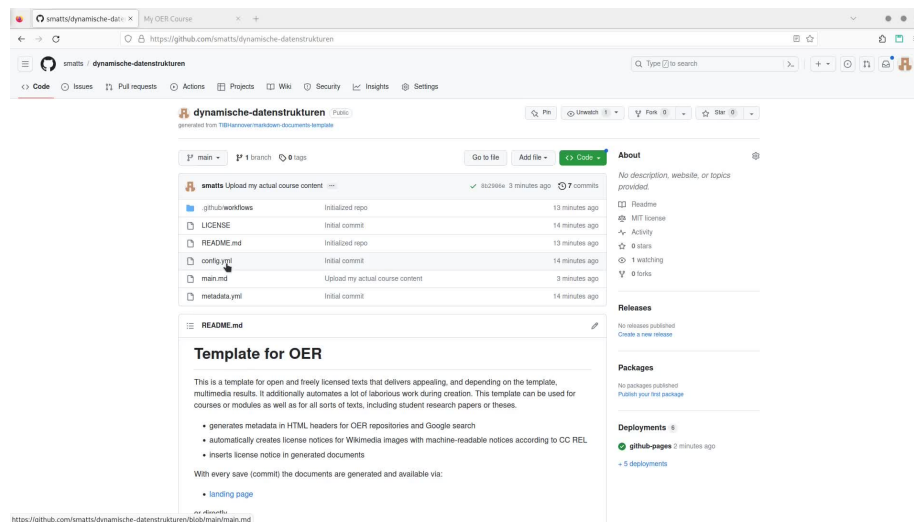 smatts/dynamische-date
My OER Course
https://github.com/smatts/dynamische-datenstrukturen
smatts / dynamische-datenstrukturen
Type / to search
Code
Issues
Pull requests
Actions
Projects
Wiki
Security
Insights
Settings
dynamische-datenstrukturen Public
generated from TIBHannover/markdown-documents-template
Pin
Unwatch 1
Fork 0
Star 0
main
1 branch
0 tags
Go to file
Add file
Code
smatts Upload my actual course content
3 minutes ago
7 commits
.github/workflows Initialized repo 13 minutes ago
LICENSE Initial commit 14 minutes ago
README.md Initialized repo 13 minutes ago
config.yml Initial commit 14 minutes ago
main.md Upload my actual course content 3 minutes ago
metadata.yml Initial commit 14 minutes ago
README.md
Template for OER
This is a template for open and freely licensed texts that delivers appealing, and depending on the template,
multimedia results. It additionally automates a lot of laborious work during creation. This template can be used for
courses or modules as well as for all sorts of texts, including student research papers or theses.
• generates metadata in HTML headers for OER repositories and Google search
• automatically creates license notices for Wikimedia images with machine-readable notices according to CC REL
• inserts license notice in generated documents
With every save (commit) the documents are generated and available via:
• landing page
or directly
About
No description, website, or topics
provided.
Readme
MIT license
Activity
0 stars
1 watching
0 forks
Releases
No releases published
Create a new release
Packages
No packages published
Publish your first package
Deployments 6
github-pages 2 minutes ago
+ 5 deployments
https://github.com/smatts/dynamische-datenstrukturen/blob/main/main.md